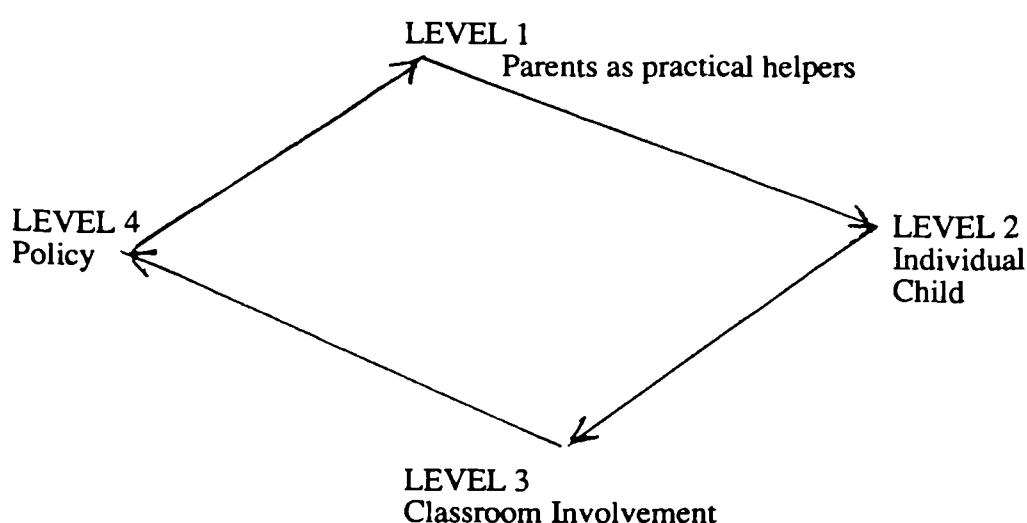 LEVEL 1
Parents as practical helpers
LEVEL 4
Policy
LEVEL 2
Individual
Child
LEVEL 3
Classroom Involvement